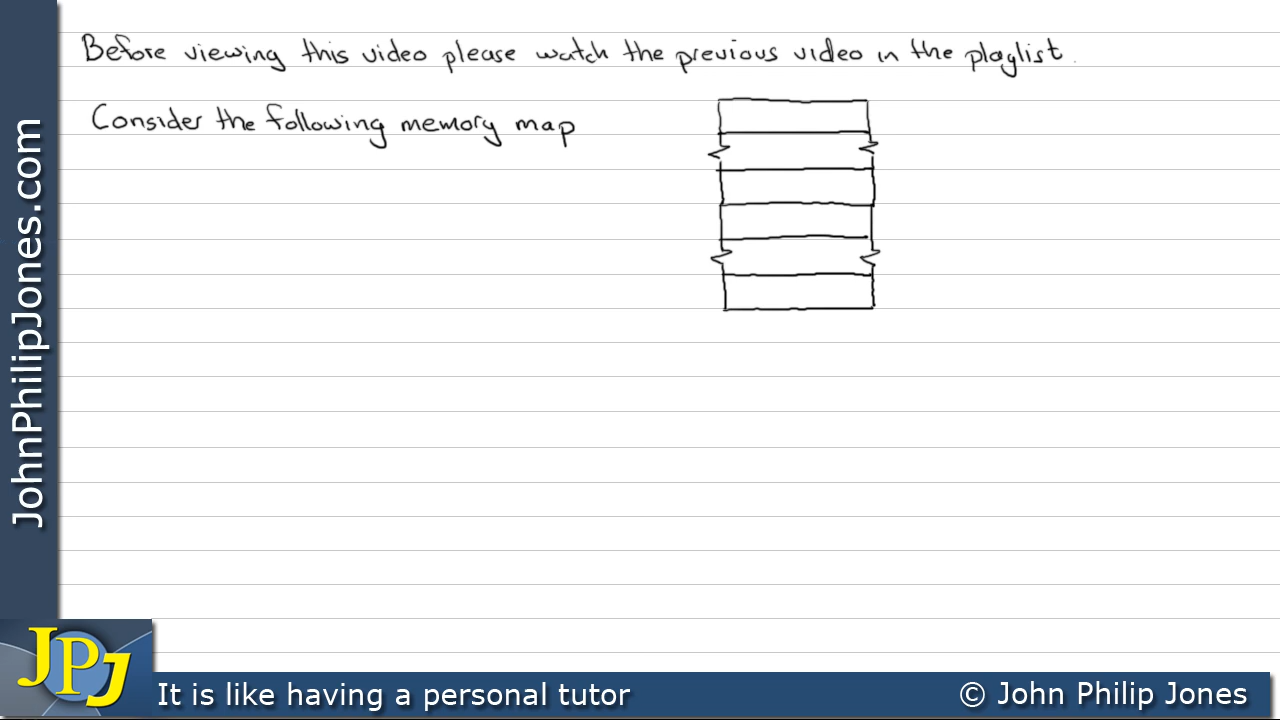 Before viewing this video please watch the previous video in the playlist.
Consider the following memory map
JohnPhilipJones.com
JPJ
It is like having a personal tutor
© John Philip Jones